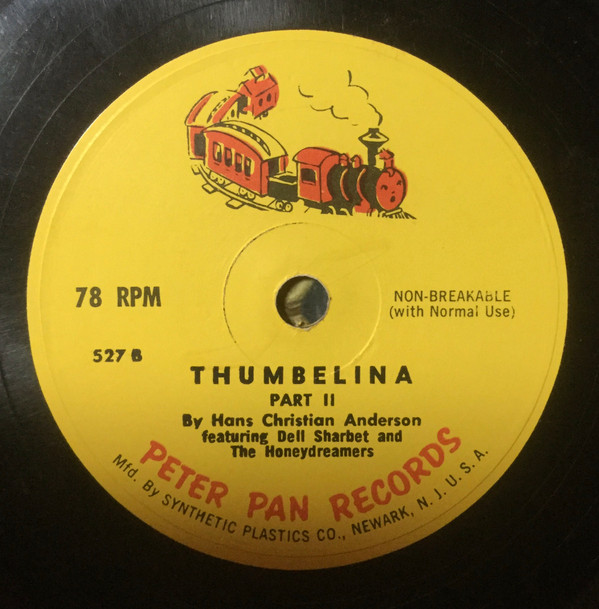 78 RPM
NON-BREAKABLE
(with Normal Use)
527 B
THUMBELINA
PART II
By Hans Christian Anderson
featuring Dell Sharbet and
The Honeydreamers
PETER PAN RECORDS
Mfd. By SYNTHETIC PLASTICS CO., NEWARK, N. J. U. S. A.